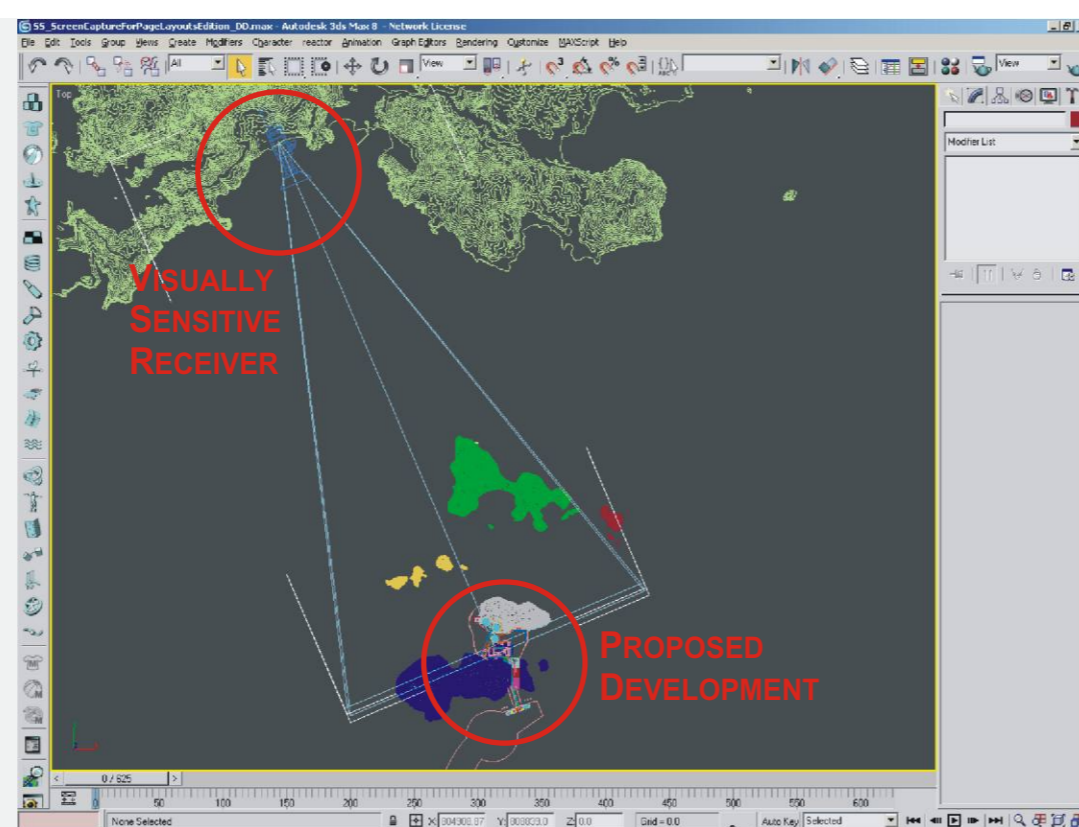 55_ScreenCaptureForPageLayoutsEdition_DD.max - Autodesk 3ds Max 8 - Network License
File Edit Tools Group Views Create Modifiers Character reactor Animation Graph Editors Rendering Customize MAXScript Help
All View View
Top
Modifier List
VISUALLY
SENSITIVE
RECEIVER
PROPOSED
DEVELOPMENT
0 / 625
0 50 100 150 200 250 300 350 400 450 500 550 600
None Selected X: Y: Z: 0.0 Grid = 0.0 Auto Key Selected